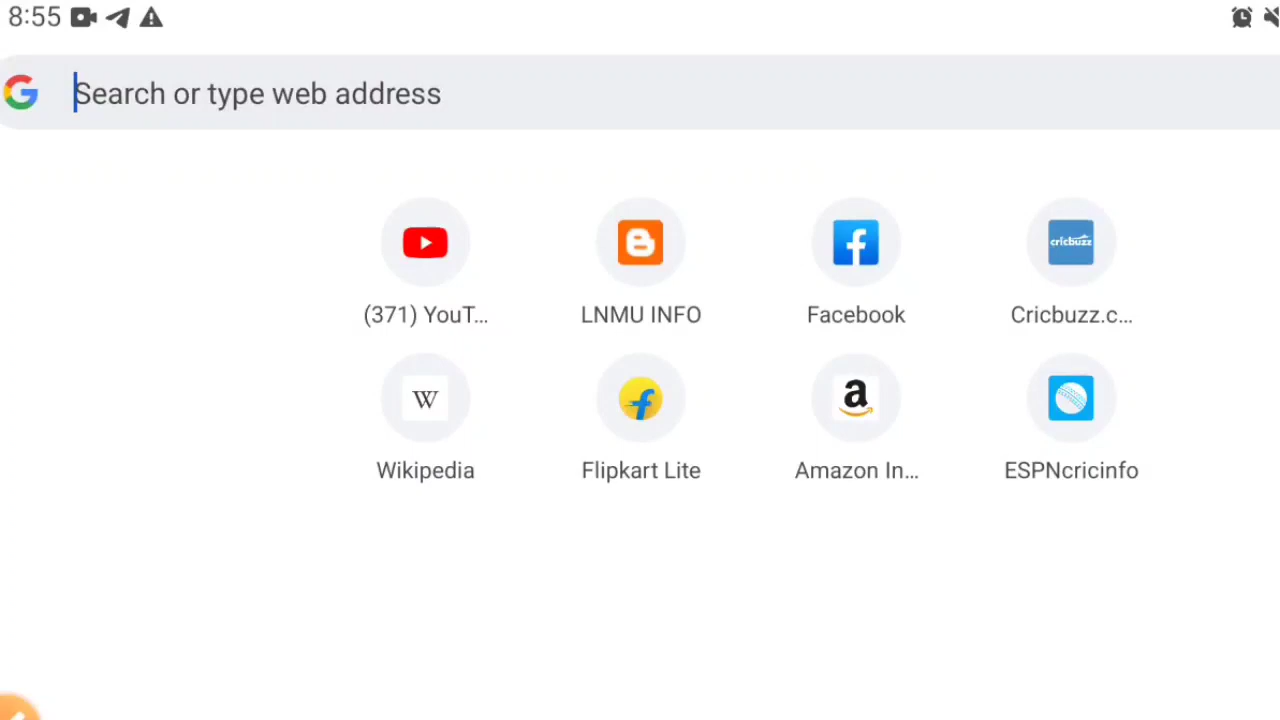 8:55
Search or type web address
(371) YouT...
LNMU INFO
Facebook
cricbuzz
Cricbuzz.c...
W
Wikipedia
Flipkart Lite
a
Amazon In...
ESPNcricinfo